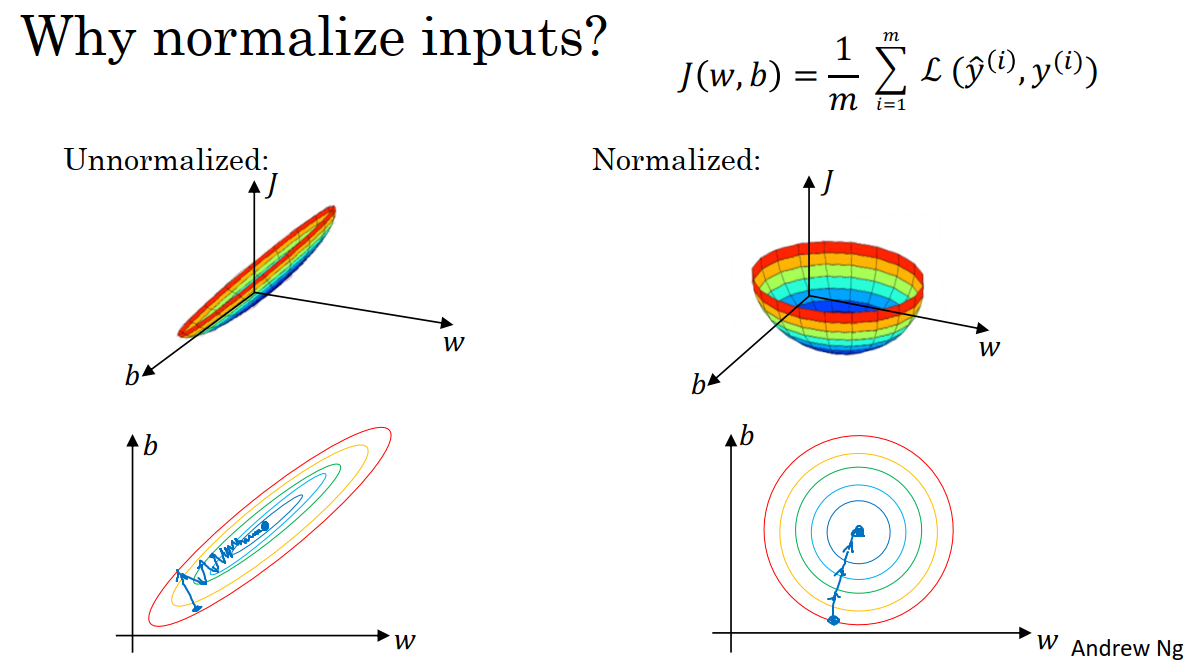 Why normalize inputs?
J(w, b) = 1/m ∑_{i=1}^{m} ℒ(ŷ^{(i)}, y^{(i)})
Unnormalized:
J
w
b
Normalized:
J
w
b
b
w
b
w
Andrew Ng